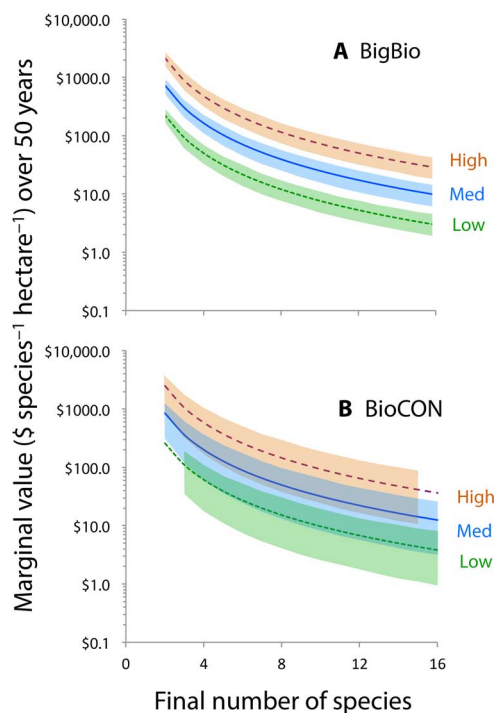 Marginal value ($ species⁻¹ hectare⁻¹) over 50 years
$10,000.0
$1000.0
$100.0
$10.0
$1.0
$0.1
A BigBio
High
Med
Low
$10,000.0
$1000.0
$100.0
$10.0
$1.0
$0.1
B BioCON
High
Med
Low
0 4 8 12 16
Final number of species